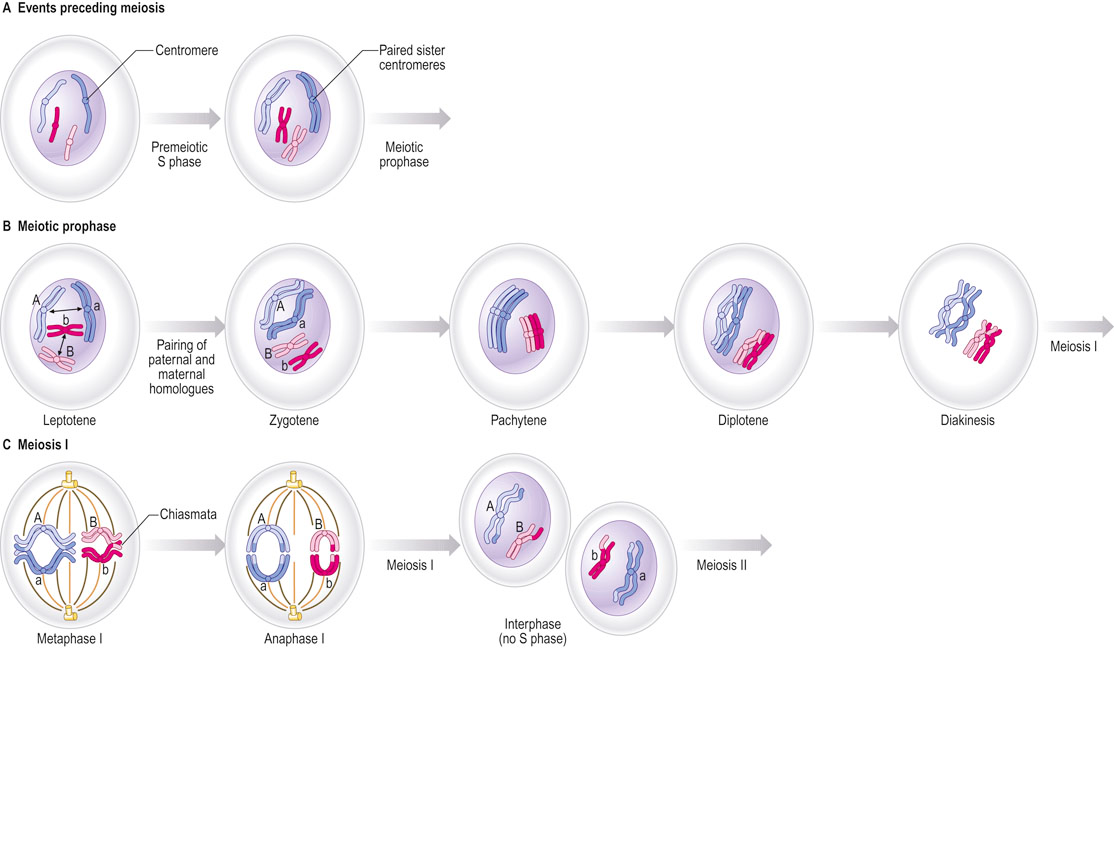 A Events preceding meiosis
Centromere
Paired sister
centromeres
Premeiotic
S phase
Meiotic
prophase
B Meiotic prophase
A
a
b
B
A
a
B
b
Pairing of
paternal and
maternal
homologues
Meiosis I
Leptotene
Zygotene
Pachytene
Diplotene
Diakinesis
C Meiosis I
A
B
a
b
Chiasmata
A
B
a
b
Meiosis I
A
B
b
a
Meiosis II
Interphase
(no S phase)
Metaphase I
Anaphase I